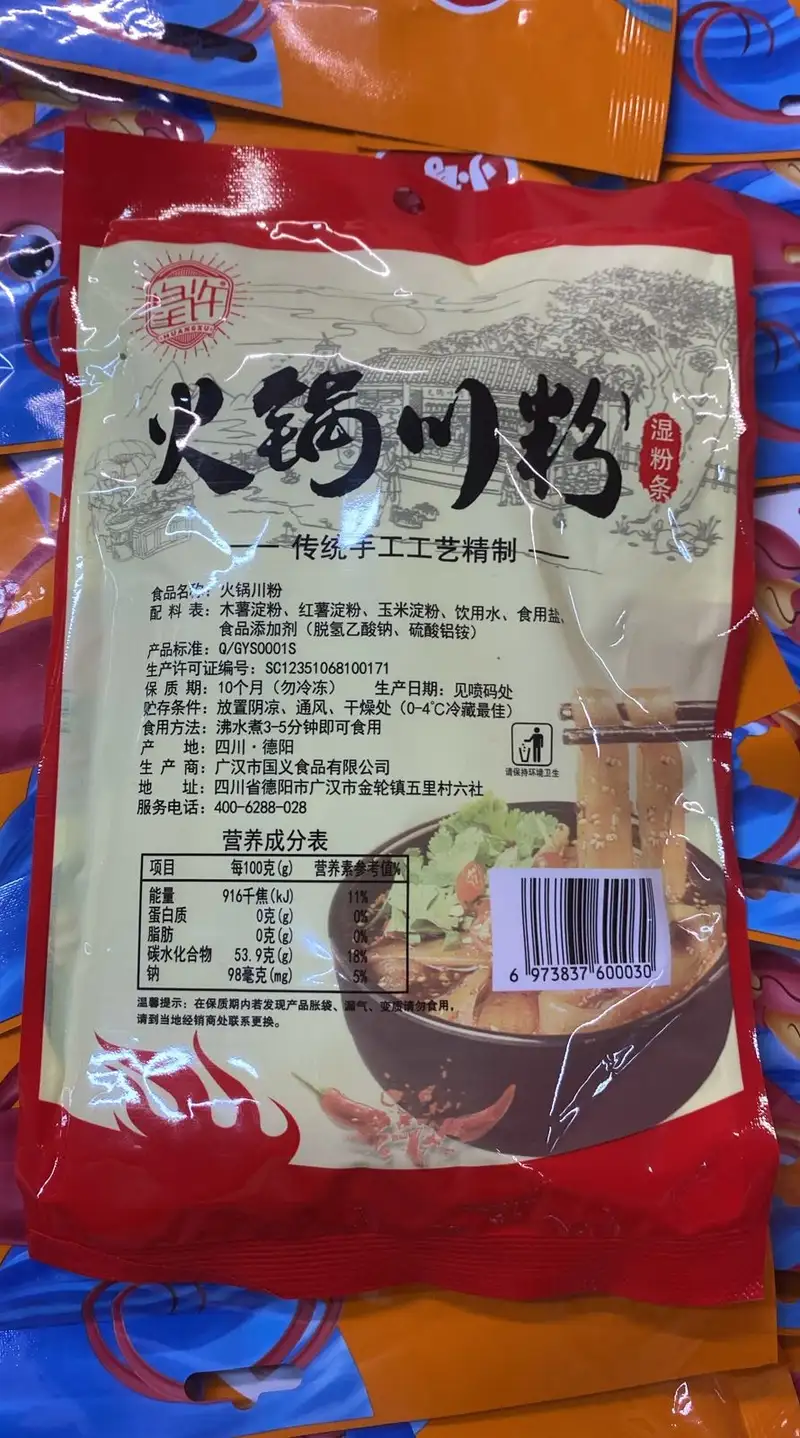 皇许®
HUANGXU
火锅川粉
湿粉条
传统手工工艺精制
食品名称：火锅川粉
配料表：木薯淀粉、红薯淀粉、玉米淀粉、饮用水、食用盐、
食品添加剂（脱氢乙酸钠、硫酸铝铵）
产品标准：Q/GYS0001S
生产许可证编号：SC12351068100171
保质期：10个月（勿冷冻） 生产日期：见喷码处
贮存条件：放置阴凉、通风、干燥处（0-4℃冷藏最佳）
食用方法：沸水煮3-5分钟即可食用
产地：四川·德阳
生产商：广汉市国义食品有限公司
地址：四川省德阳市广汉市金轮镇五里村六社
服务电话：400-6288-028
请保持环境卫生
营养成分表
项目 每100克(g) 营养素参考值%
能量 916千焦(kJ) 11%
蛋白质 0克(g) 0%
脂肪 0克(g) 0%
碳水化合物 53.9克(g) 18%
钠 98毫克(mg) 5%
6 973837 600030
温馨提示：在保质期内若发现产品胀袋、漏气、变质请勿食用，
请到当地经销商处联系更换。